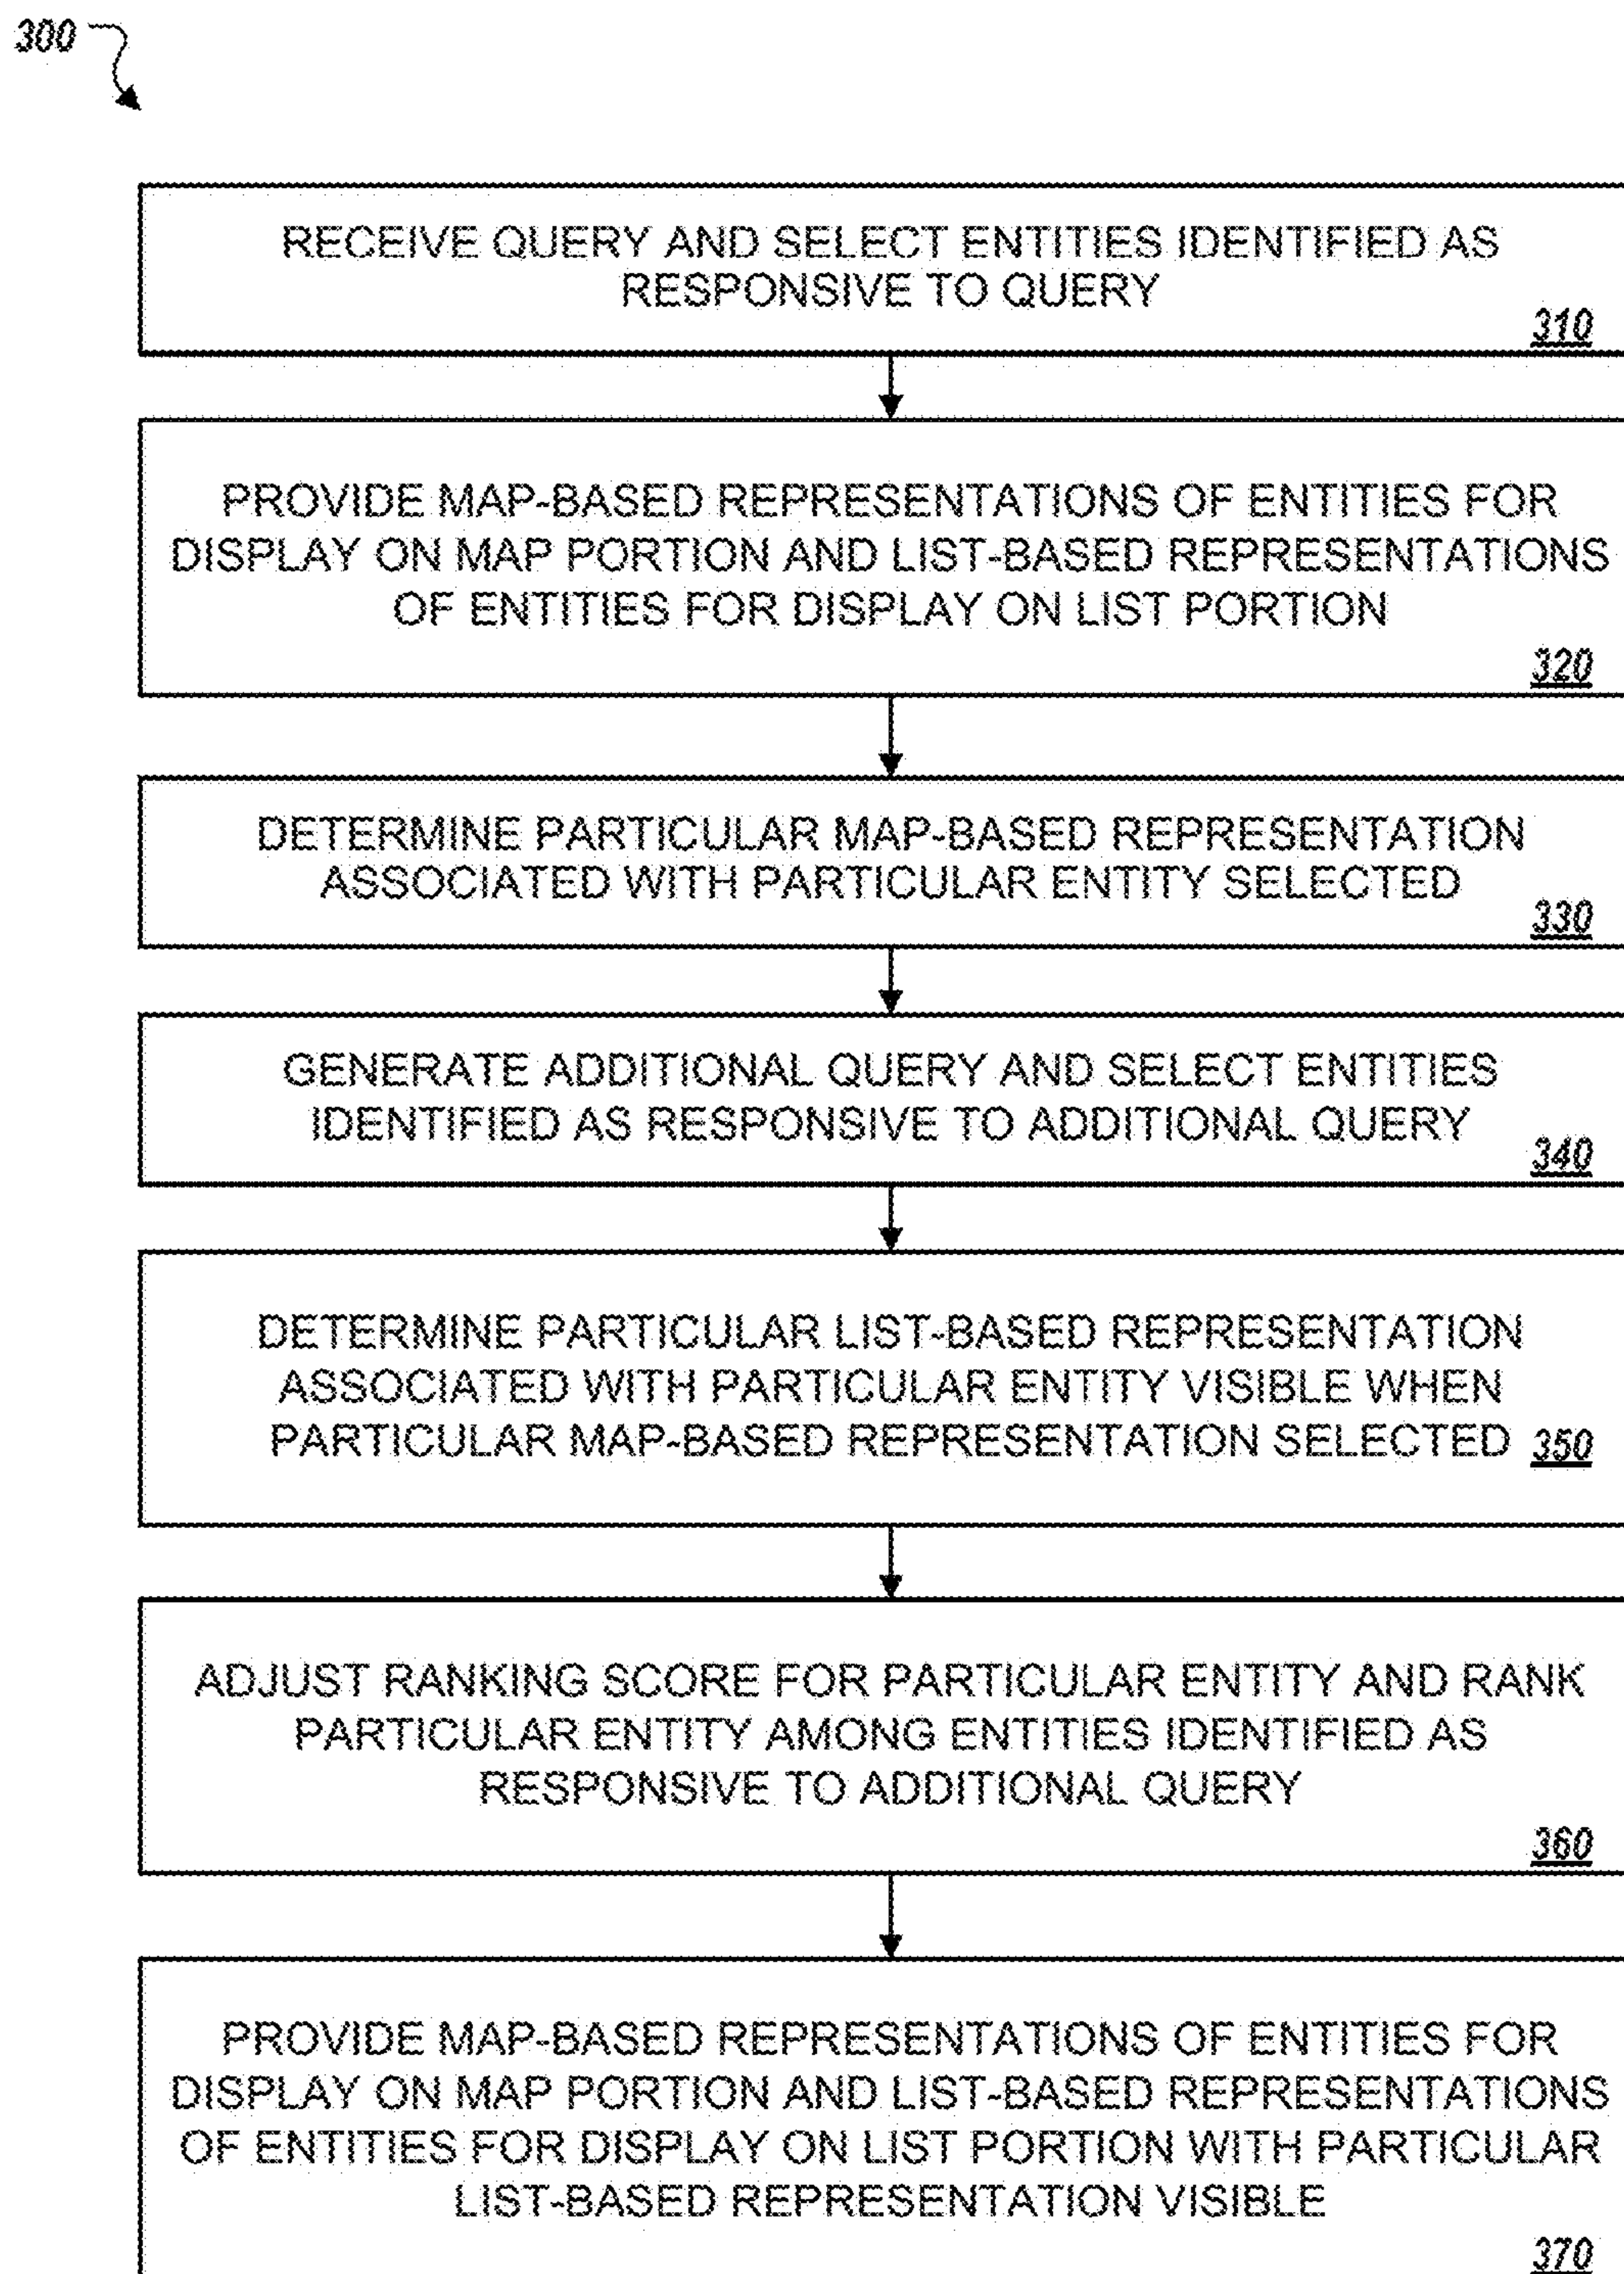 300
RECEIVE QUERY AND SELECT ENTITIES IDENTIFIED AS
RESPONSIVE TO QUERY
310
PROVIDE MAP-BASED REPRESENTATIONS OF ENTITIES FOR
DISPLAY ON MAP PORTION AND LIST-BASED REPRESENTATIONS
OF ENTITIES FOR DISPLAY ON LIST PORTION
320
DETERMINE PARTICULAR MAP-BASED REPRESENTATION
ASSOCIATED WITH PARTICULAR ENTITY SELECTED
330
GENERATE ADDITIONAL QUERY AND SELECT ENTITIES
IDENTIFIED AS RESPONSIVE TO ADDITIONAL QUERY
340
DETERMINE PARTICULAR LIST-BASED REPRESENTATION
ASSOCIATED WITH PARTICULAR ENTITY VISIBLE WHEN
PARTICULAR MAP-BASED REPRESENTATION SELECTED 350
ADJUST RANKING SCORE FOR PARTICULAR ENTITY AND RANK
PARTICULAR ENTITY AMONG ENTITIES IDENTIFIED AS
RESPONSIVE TO ADDITIONAL QUERY
360
PROVIDE MAP-BASED REPRESENTATIONS OF ENTITIES FOR
DISPLAY ON MAP PORTION AND LIST-BASED REPRESENTATIONS
OF ENTITIES FOR DISPLAY ON LIST PORTION WITH PARTICULAR
LIST-BASED REPRESENTATION VISIBLE
370